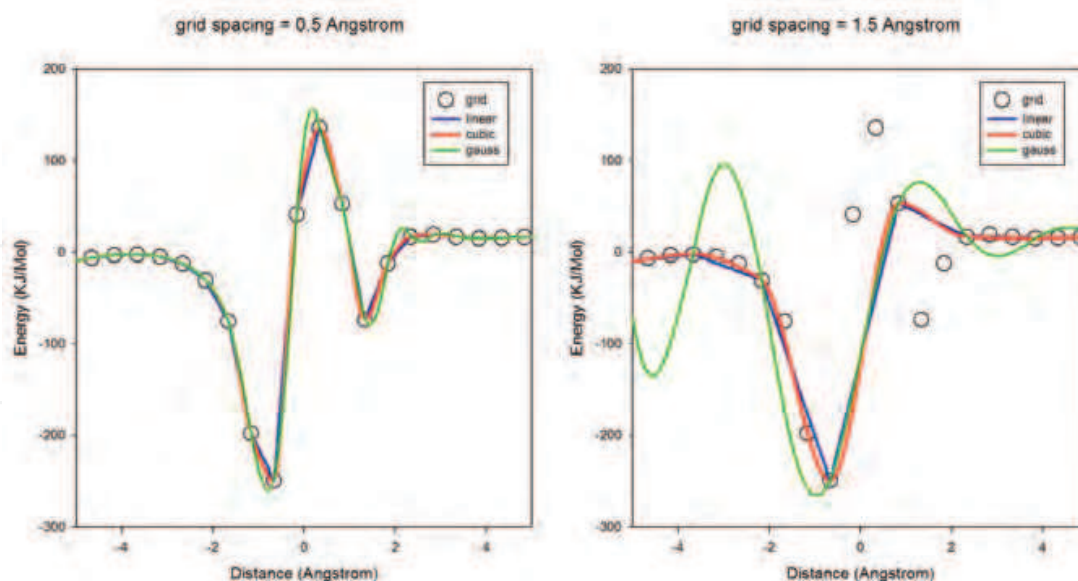 grid spacing = 0.5 Angstrom
200
100
0
-100
-200
-300
Energy (KJ/Mol)
grid
linear
cubic
gauss
-4
-2
0
2
4
Distance (Angstrom)
grid spacing = 1.5 Angstrom
200
100
0
-100
-200
-300
Energy (KJ/Mol)
grid
linear
cubic
gauss
-4
-2
0
2
4
Distance (Angstrom)